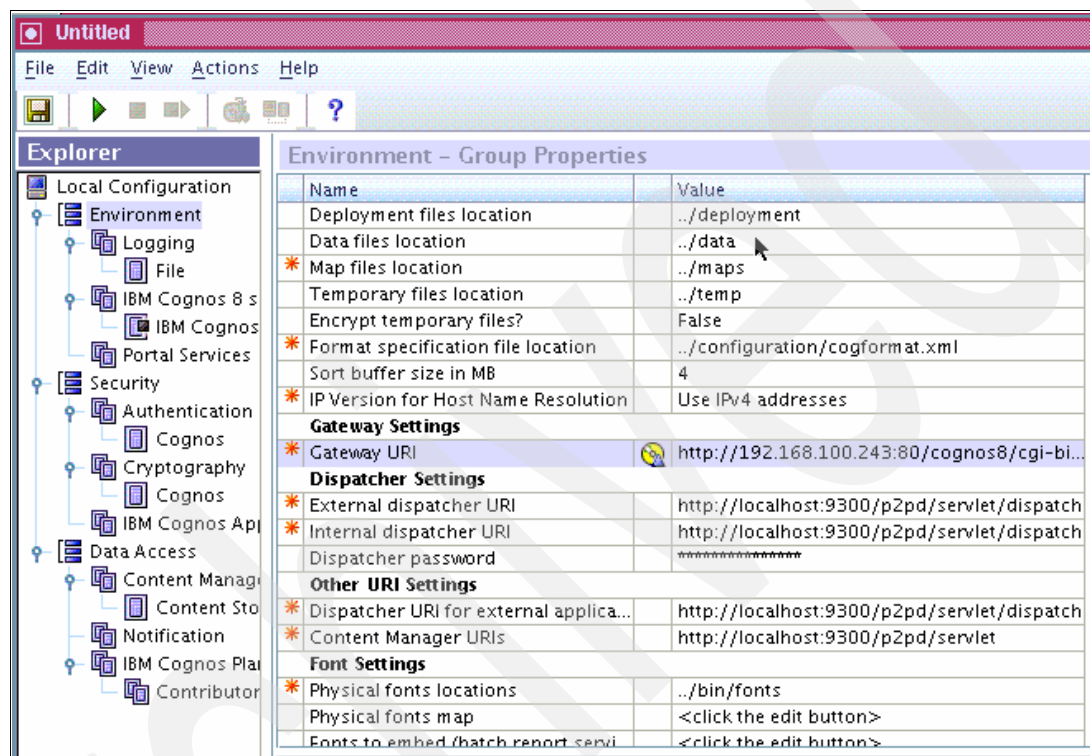 Untitled
File Edit View Actions Help
?
Explorer
Local Configuration
Environment
Logging
File
IBM Cognos 8 s
IBM Cognos
Portal Services
Security
Authentication
Cognos
Cryptography
Cognos
IBM Cognos Ap
Data Access
Content Manag
Content Sto
Notification
IBM Cognos Pla
Contributor
Environment – Group Properties
Name Value
Deployment files location ../deployment
Data files location ../data
* Map files location ../maps
Temporary files location ../temp
Encrypt temporary files? False
* Format specification file location ../configuration/cogformat.xml
Sort buffer size in MB 4
* IP Version for Host Name Resolution Use IPv4 addresses
Gateway Settings
* Gateway URI http://192.168.100.243:80/cognos8/cgi-bi...
Dispatcher Settings
* External dispatcher URI http://localhost:9300/p2pd/servlet/dispatch
* Internal dispatcher URI http://localhost:9300/p2pd/servlet/dispatch
Dispatcher password ****************
Other URI Settings
* Dispatcher URI for external applica... http://localhost:9300/p2pd/servlet/dispatch
* Content Manager URIs http://localhost:9300/p2pd/servlet
Font Settings
* Physical fonts locations ../bin/fonts
Physical fonts map <click the edit button>
Fonts to embed (batch report servi <click the edit button>